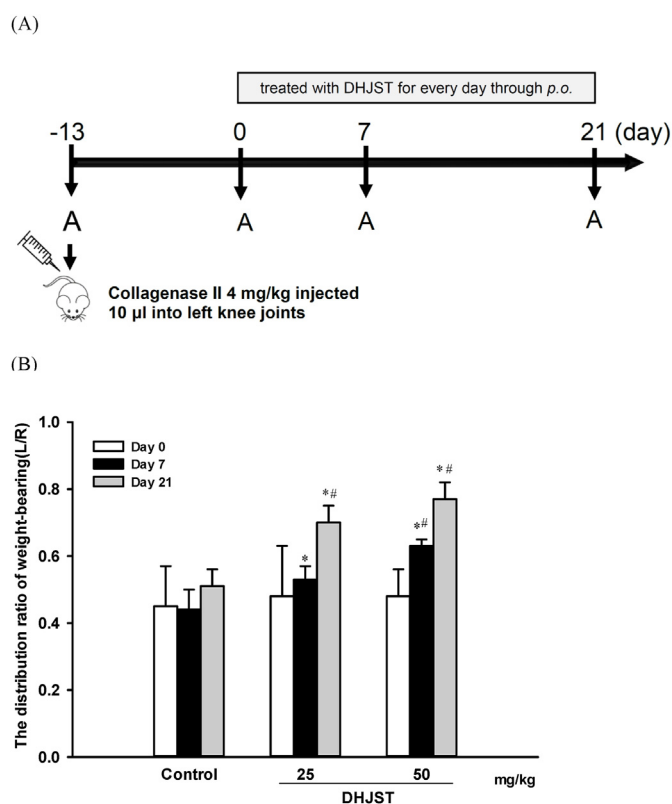 (A)
treated with DHJST for every day through p.o.
-13 0 7 21 (day)
A A A A
Collagenase II 4 mg/kg injected
10 µl into left knee joints
(B)
The distribution ratio of weight-bearing(L/R)
1.0
0.8
0.6
0.4
0.2
0.0
Day 0
Day 7
Day 21
*
*#
*#
*#
Control 25 50 mg/kg
DHJST